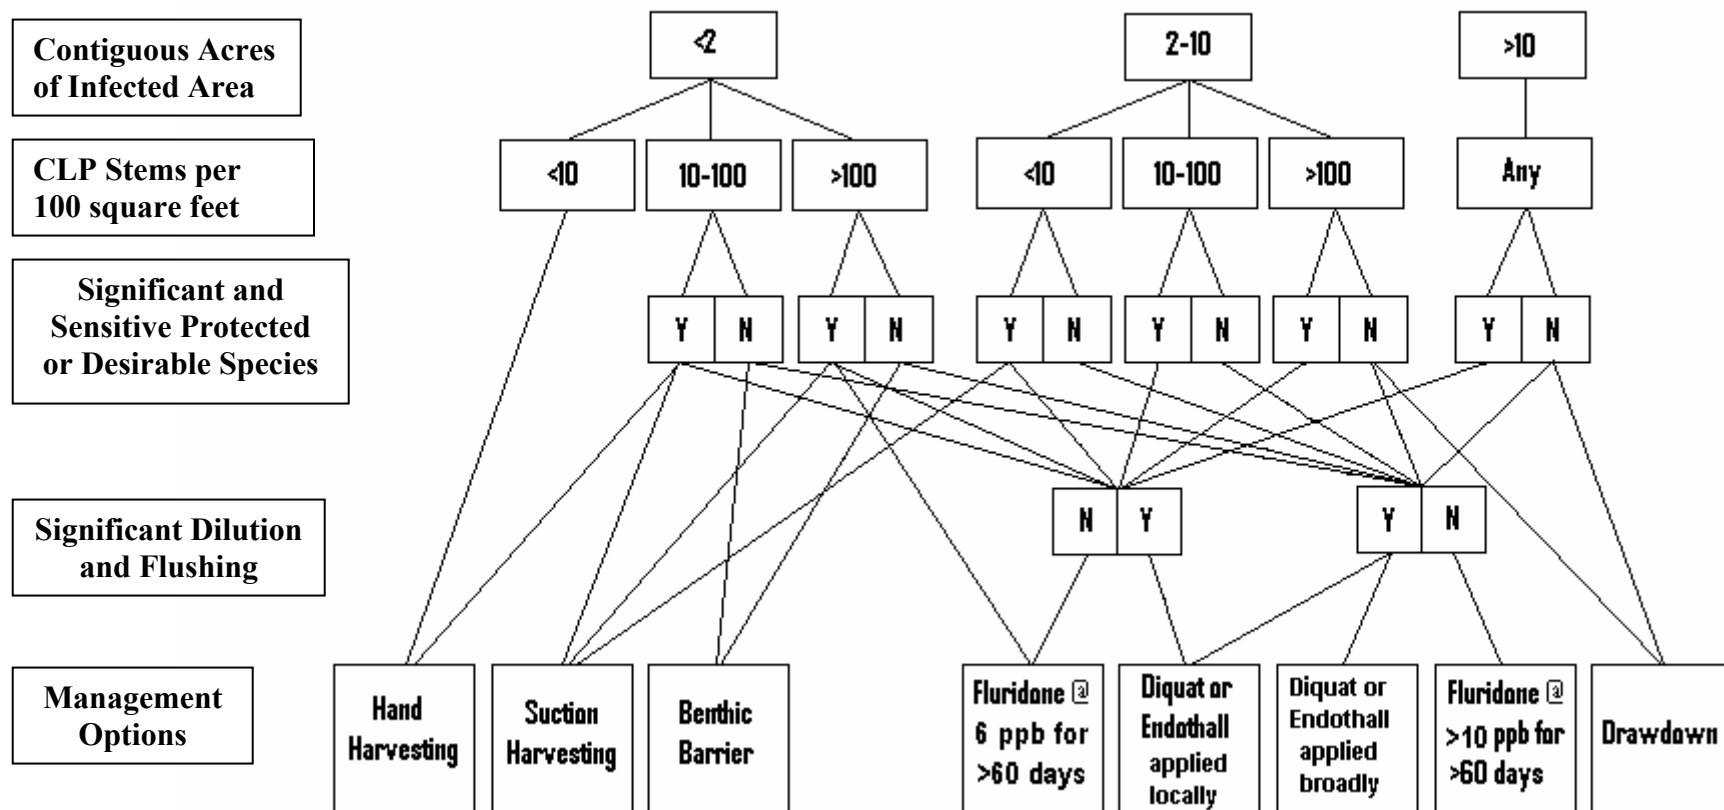 Contiguous Acres
of Infected Area
<2
2-10
>10
CLP Stems per
100 square feet
<10
10-100
>100
<10
10-100
>100
Any
Significant and
Sensitive Protected
or Desirable Species
Y N
Y N
Y N
Y N
Y N
Y N
Significant Dilution
and Flushing
N Y
Y N
Management
Options
Hand
Harvesting
Suction
Harvesting
Benthic
Barrier
Fluridone @
6 ppb for
>60 days
Diquat or
Endothall
applied
locally
Diquat or
Endothall
applied
broadly
Fluridone @
>10 ppb for
>60 days
Drawdown